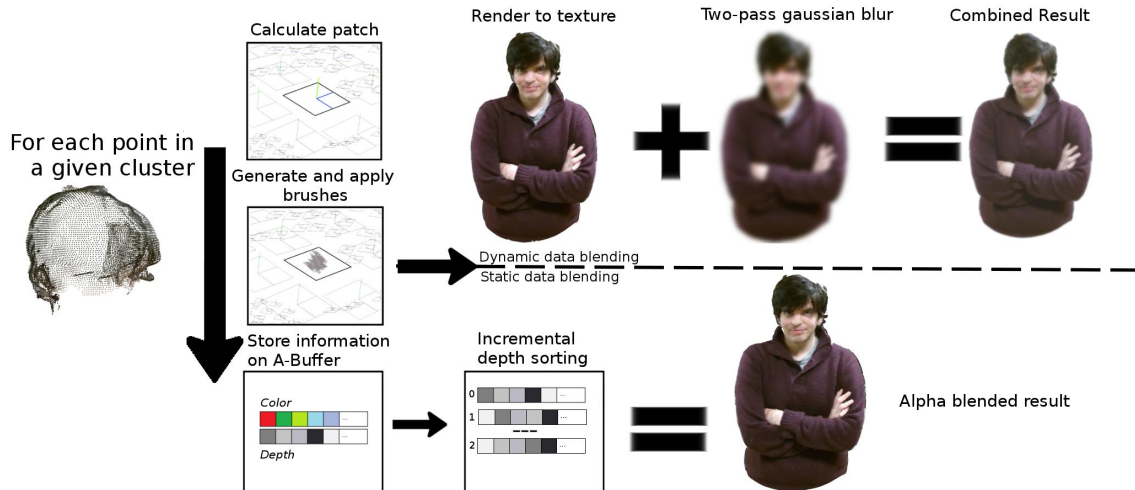 Render to texture
Two-pass gaussian blur
Combined Result
Calculate patch
For each point in
a given cluster
Generate and apply
brushes
Dynamic data blending
Static data blending
Store information
on A-Buffer
Color
...
...
Depth
Incremental
depth sorting
0 ...
1 ...
2 ...
Alpha blended result